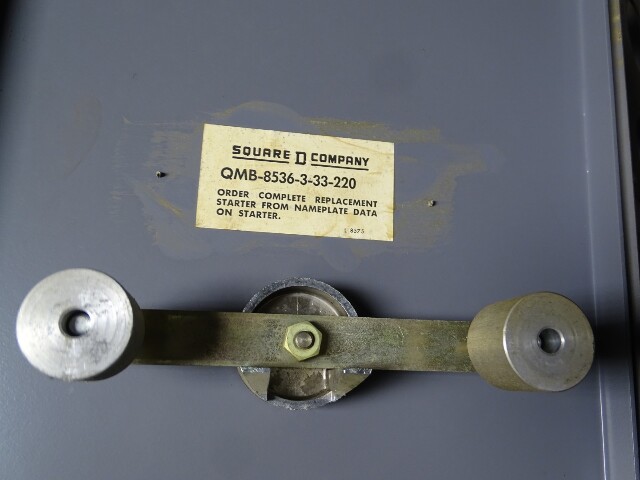 SQUARE D COMPANY
QMB-8536-3-33-220
ORDER COMPLETE REPLACEMENT
STARTER FROM NAMEPLATE DATA
ON STARTER.